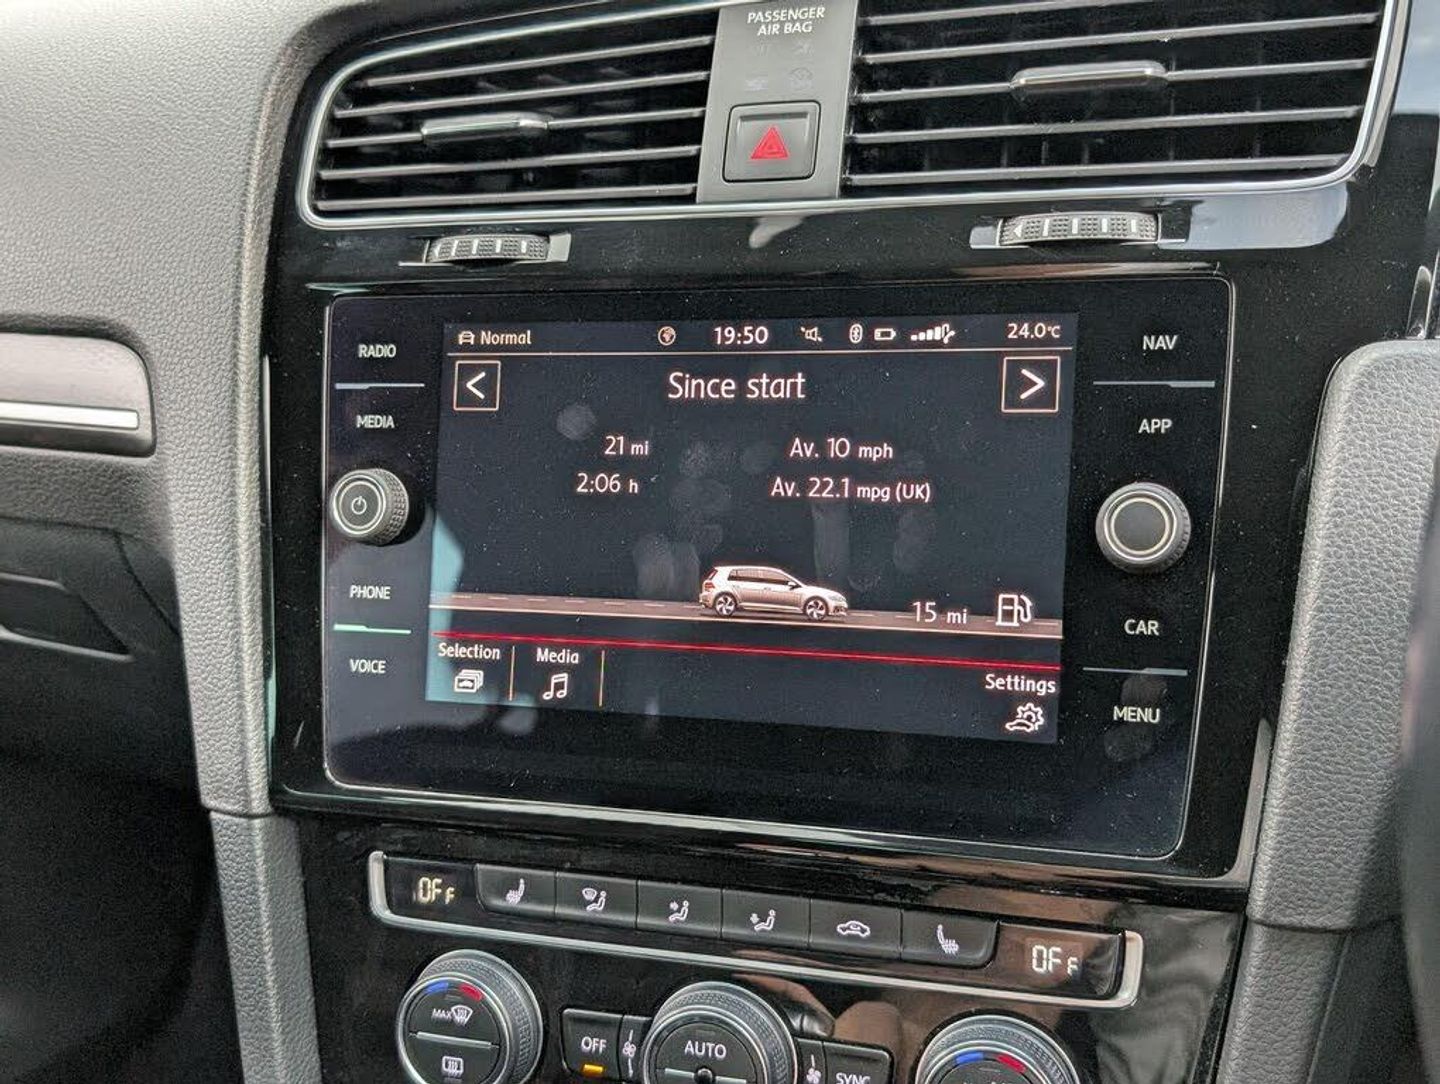 PASSENGER
AIR BAG
RADIO
MEDIA
PHONE
VOICE
Normal
19:50
24.0°C
Since start
21 mi
Av. 10 mph
2:06 h
Av. 22.1 mpg (UK)
15 mi
Selection
Media
Settings
NAV
APP
CAR
MENU
OFF
OFF
MAX
OFF
AUTO
SYNC